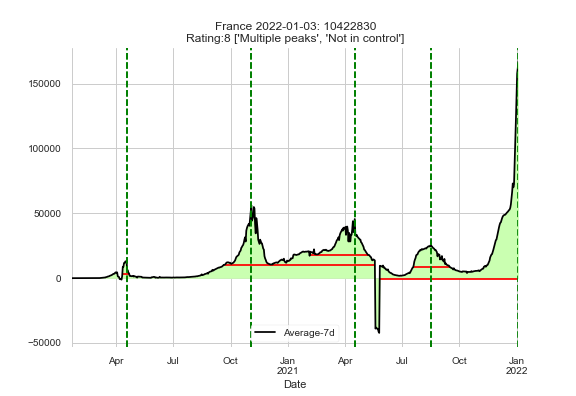 France 2022-01-03: 10422830
Rating:8 ['Multiple peaks', 'Not in control']
150000
100000
50000
0
−50000
Average-7d
Apr Jul Oct Jan Apr Jul Oct Jan
2021 2022
Date